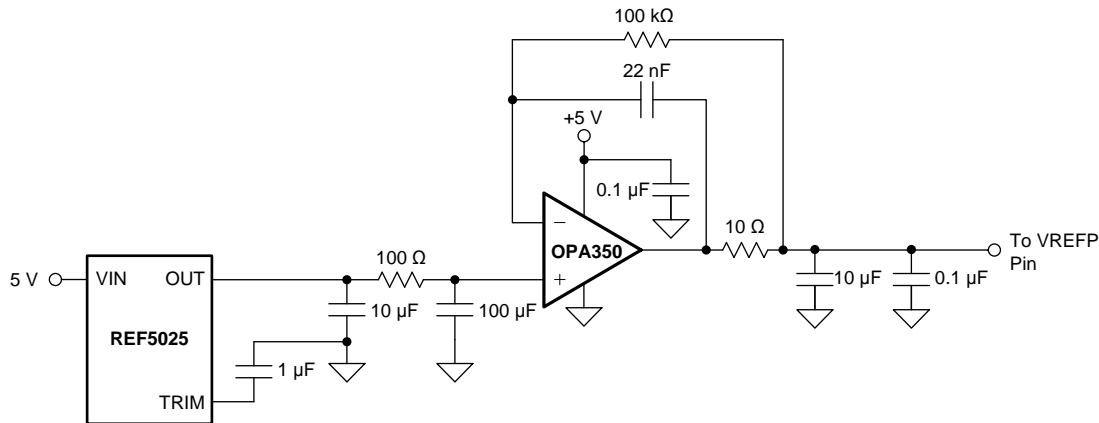 100 kΩ
22 nF
+5 V
0.1 µF
−
OPA350
+
10 Ω
To VREFP
Pin
10 µF
0.1 µF
5 V
VIN
OUT
REF5025
TRIM
100 Ω
10 µF
100 µF
1 µF